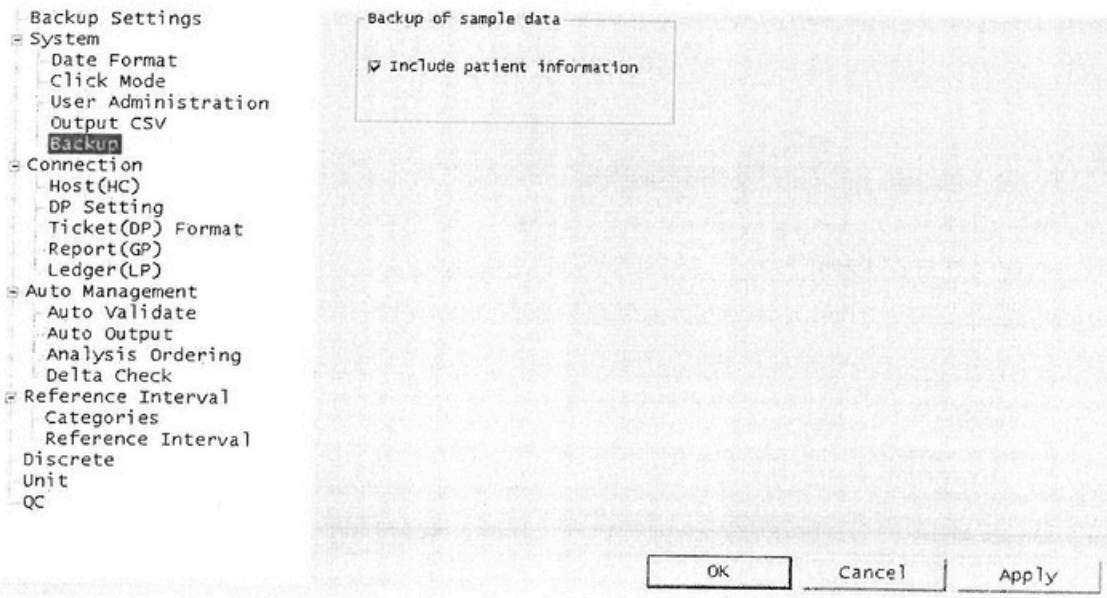 Backup Settings
System
Date Format
Click Mode
User Administration
Output CSV
Backup
Connection
Host(HC)
DP Setting
Ticket(DP) Format
Report(GP)
Ledger(LP)
Auto Management
Auto Validate
Auto Output
Analysis Ordering
Delta Check
Reference Interval
Categories
Reference Interval
Discrete
Unit
QC
Backup of sample data
Include patient information
OK
Cancel
Apply